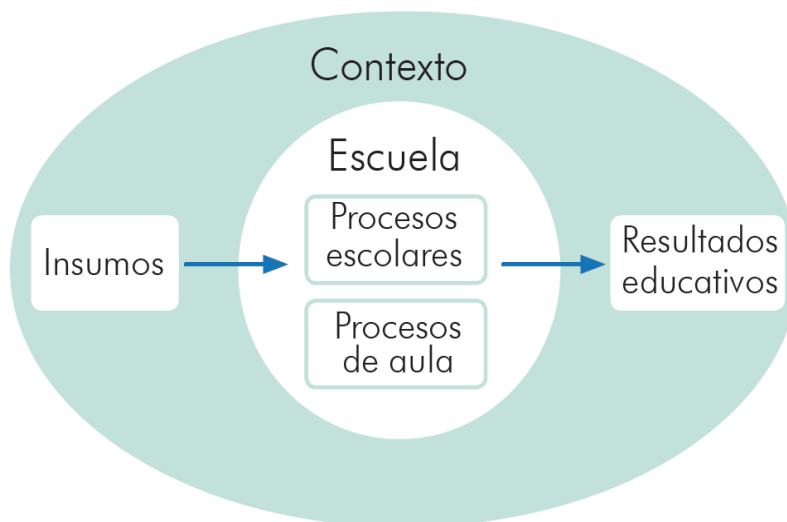 Contexto
Escuela
Insumos
Procesos
escolares
Procesos
de aula
Resultados
educativos